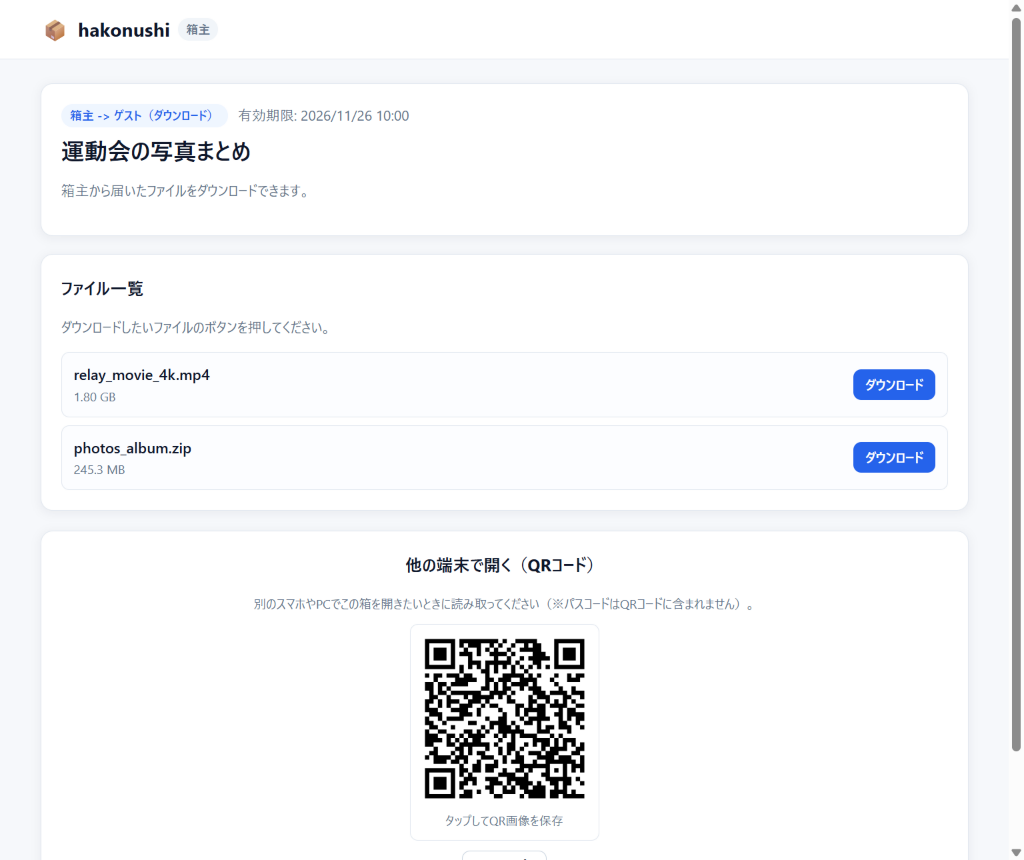 hakonushi 箱主
箱主 -> ゲスト（ダウンロード） 有効期限: 2026/11/26 10:00
運動会の写真まとめ
箱主から届いたファイルをダウンロードできます。
ファイル一覧
ダウンロードしたいファイルのボタンを押してください。
relay_movie_4k.mp4
1.80 GB
ダウンロード
photos_album.zip
245.3 MB
ダウンロード
他の端末で開く（QRコード）
別のスマホやPCでこの箱を開きたいときに読み取ってください（※パスコードはQRコードに含まれません）。
タップしてQR画像を保存